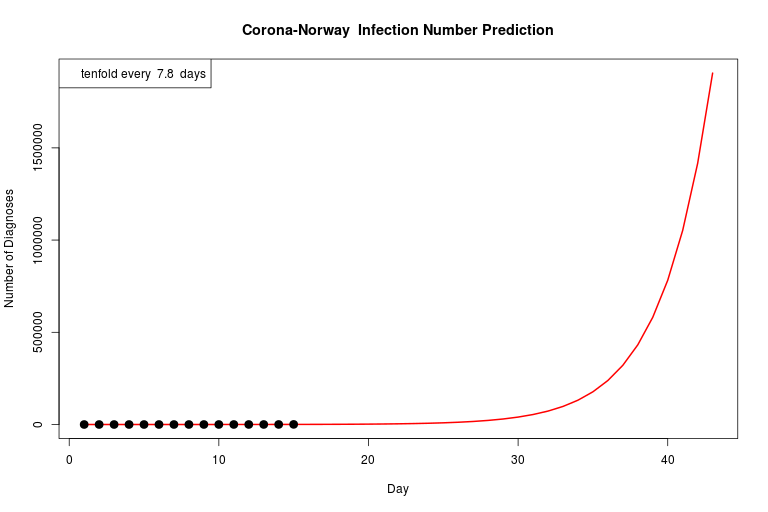 Corona-Norway  Infection Number Prediction
tenfold every  7.8  days
Number of Diagnoses
1500000
1000000
500000
0
0 10 20 30 40
Day